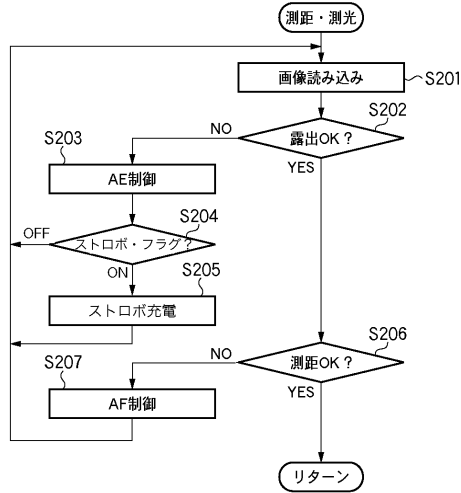 測距・測光
画像読み込み
S201
S202
露出OK？
NO
YES
S203
AE制御
S204
ストロボ・フラグ？
OFF
ON
S205
ストロボ充電
S206
測距OK？
NO
YES
S207
AF制御
リターン